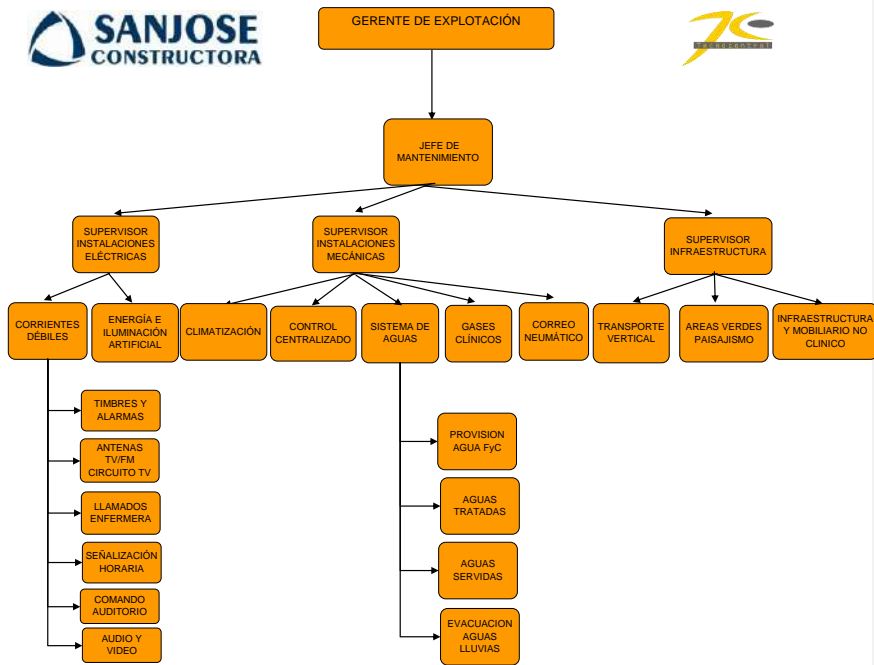 SANJOSE
CONSTRUCTORA
GERENTE DE EXPLOTACIÓN
Tecnocontrol
JEFE DE
MANTENIMIENTO
SUPERVISOR
INSTALACIONES
ELÉCTRICAS
SUPERVISOR
INSTALACIONES
MECÁNICAS
SUPERVISOR
INFRAESTRUCTURA
CORRIENTES
DÉBILES
ENERGÍA E
ILUMINACIÓN
ARTIFICIAL
CLIMATIZACIÓN
CONTROL
CENTRALIZADO
SISTEMA DE
AGUAS
GASES
CLÍNICOS
CORREO
NEUMÁTICO
TRANSPORTE
VERTICAL
AREAS VERDES
PAISAJISMO
INFRAESTRUCTURA
Y MOBILIARIO NO
CLINICO
TIMBRES Y
ALARMAS
ANTENAS
TV/FM
CIRCUITO TV
LLAMADOS
ENFERMERA
SEÑALIZACIÓN
HORARIA
COMANDO
AUDITORIO
AUDIO Y
VIDEO
PROVISION
AGUA FyC
AGUAS
TRATADAS
AGUAS
SERVIDAS
EVACUACION
AGUAS
LLUVIAS